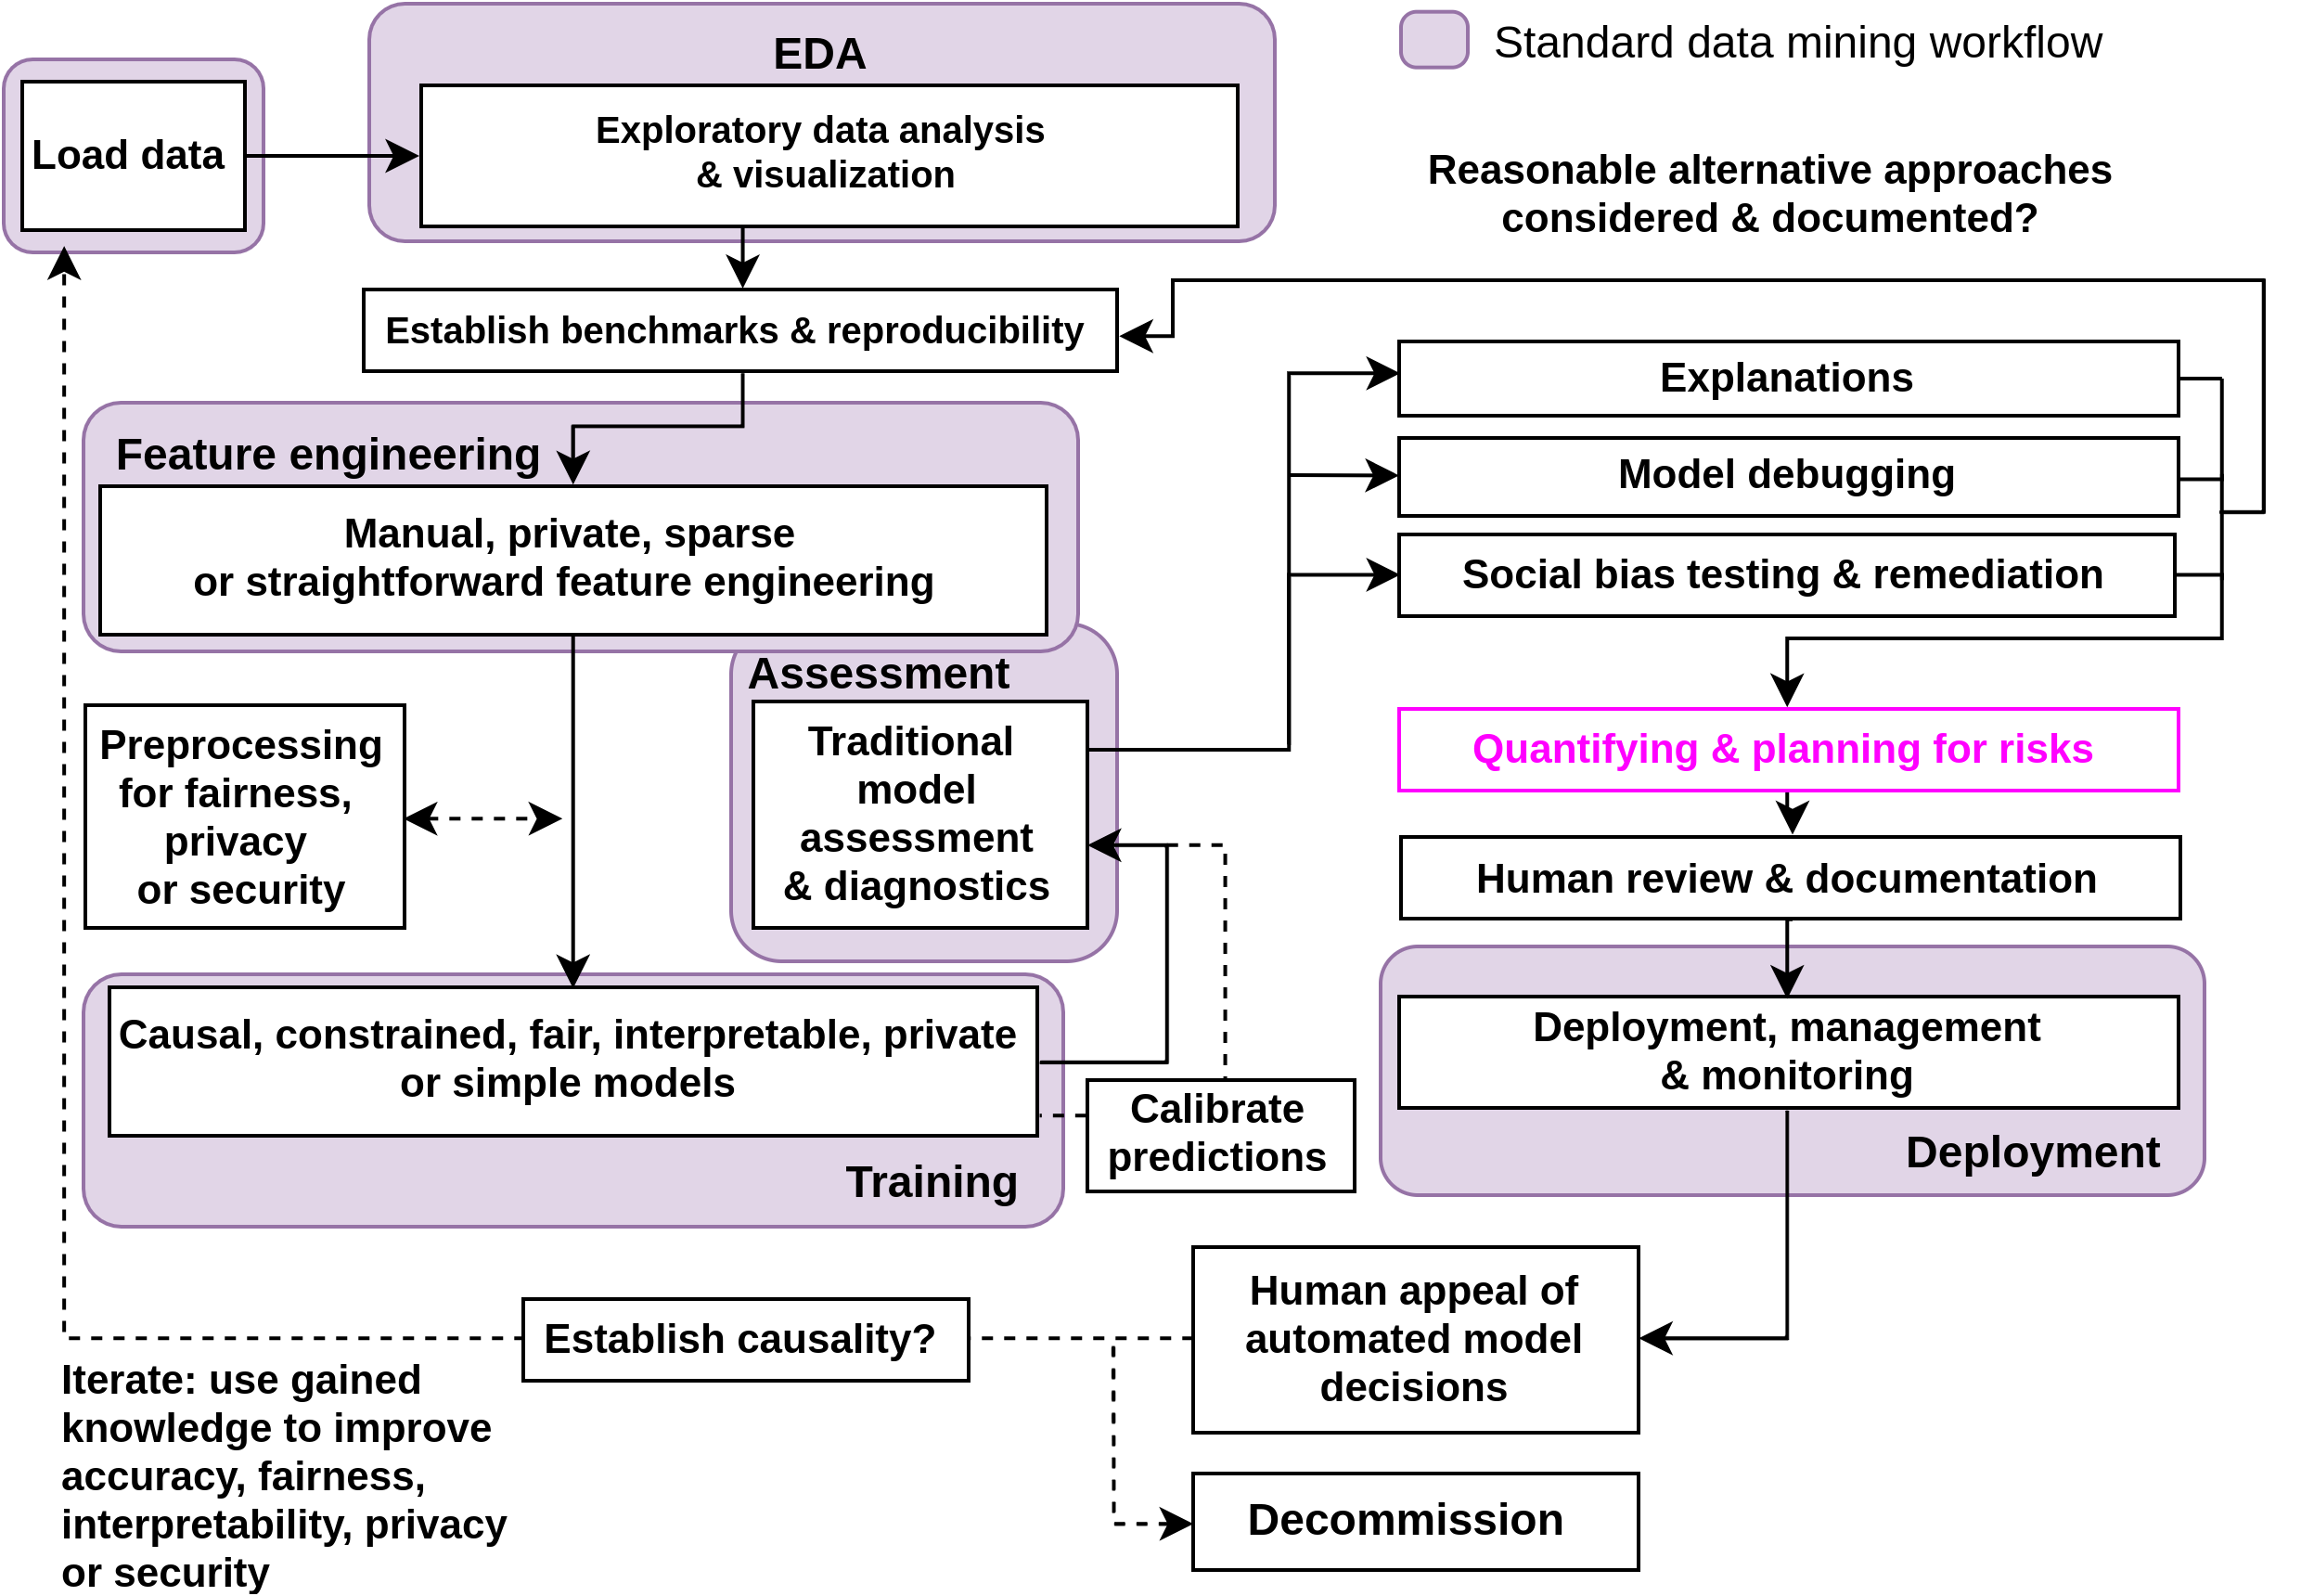 EDA
Standard data mining workflow
Load data
Exploratory data analysis
& visualization
Reasonable alternative approaches
considered & documented?
Establish benchmarks & reproducibility
Explanations
Feature engineering
Model debugging
Manual, private, sparse
or straightforward feature engineering
Social bias testing & remediation
Assessment
Preprocessing
for fairness,
privacy
or security
Traditional
model
assessment
& diagnostics
Quantifying & planning for risks
Human review & documentation
Causal, constrained, fair, interpretable, private
or simple models
Training
Calibrate
predictions
Deployment, management
& monitoring
Deployment
Human appeal of
automated model
decisions
Establish causality?
Iterate: use gained
knowledge to improve
accuracy, fairness,
interpretability, privacy
or security
Decommission